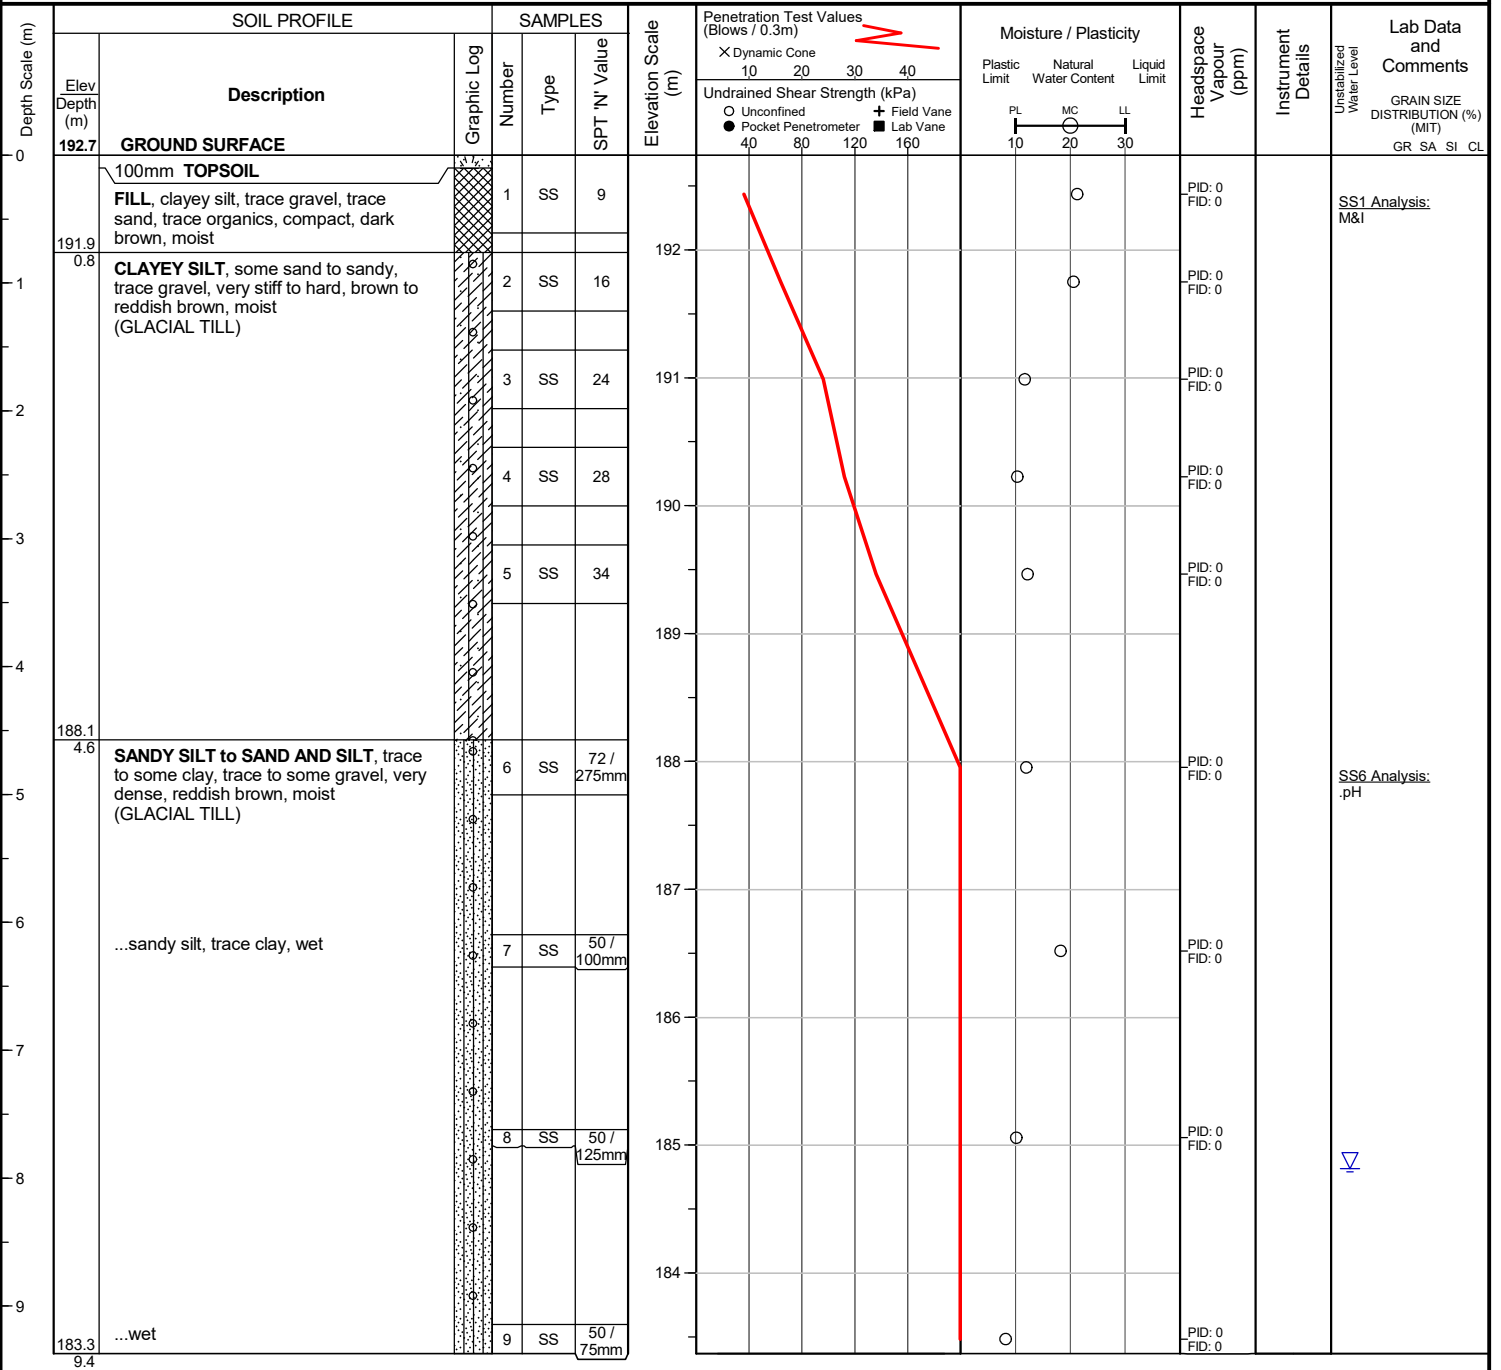 SOIL PROFILE
SAMPLES
Depth Scale (m)
Elev
Depth
(m)
Description
Graphic Log
Number
Type
SPT 'N' Value
Elevation Scale
(m)
Penetration Test Values
(Blows / 0.3m)
× Dynamic Cone
10 20 30 40
Undrained Shear Strength (kPa)
Unconfined
Field Vane
Pocket Penetrometer
Lab Vane
40 80 120 160
Moisture / Plasticity
Plastic
Limit
Natural
Water Content
Liquid
Limit
PL MC LL
10 20 30
Headspace
Vapour
(ppm)
Instrument
Details
Unstabilized
Water Level
Lab Data
and
Comments
GRAIN SIZE
DISTRIBUTION (%)
(MIT)
GR SA SI CL
192.7 GROUND SURFACE
0
100mm TOPSOIL
FILL, clayey silt, trace gravel, trace
sand, trace organics, compact, dark
brown, moist
1 SS 9
PID: 0
FID: 0
SS1 Analysis:
M&I
191.9
0.8
192
CLAYEY SILT, some sand to sandy,
trace gravel, very stiff to hard, brown to
reddish brown, moist
(GLACIAL TILL)
1
2 SS 16
PID: 0
FID: 0
3 SS 24
191
PID: 0
FID: 0
2
4 SS 28
PID: 0
FID: 0
190
3
5 SS 34
PID: 0
FID: 0
189
4
188.1
4.6
SANDY SILT to SAND AND SILT, trace
to some clay, trace to some gravel, very
dense, reddish brown, moist
(GLACIAL TILL)
6 SS 72 /
275mm
188
PID: 0
FID: 0
SS6 Analysis:
.pH
5
187
6
...sandy silt, trace clay, wet
7 SS 50 /
100mm
PID: 0
FID: 0
186
7
8 SS 50 /
125mm
185
PID: 0
FID: 0
8
184
9
...wet
183.3
9.4
9 SS 50 /
75mm
PID: 0
FID: 0